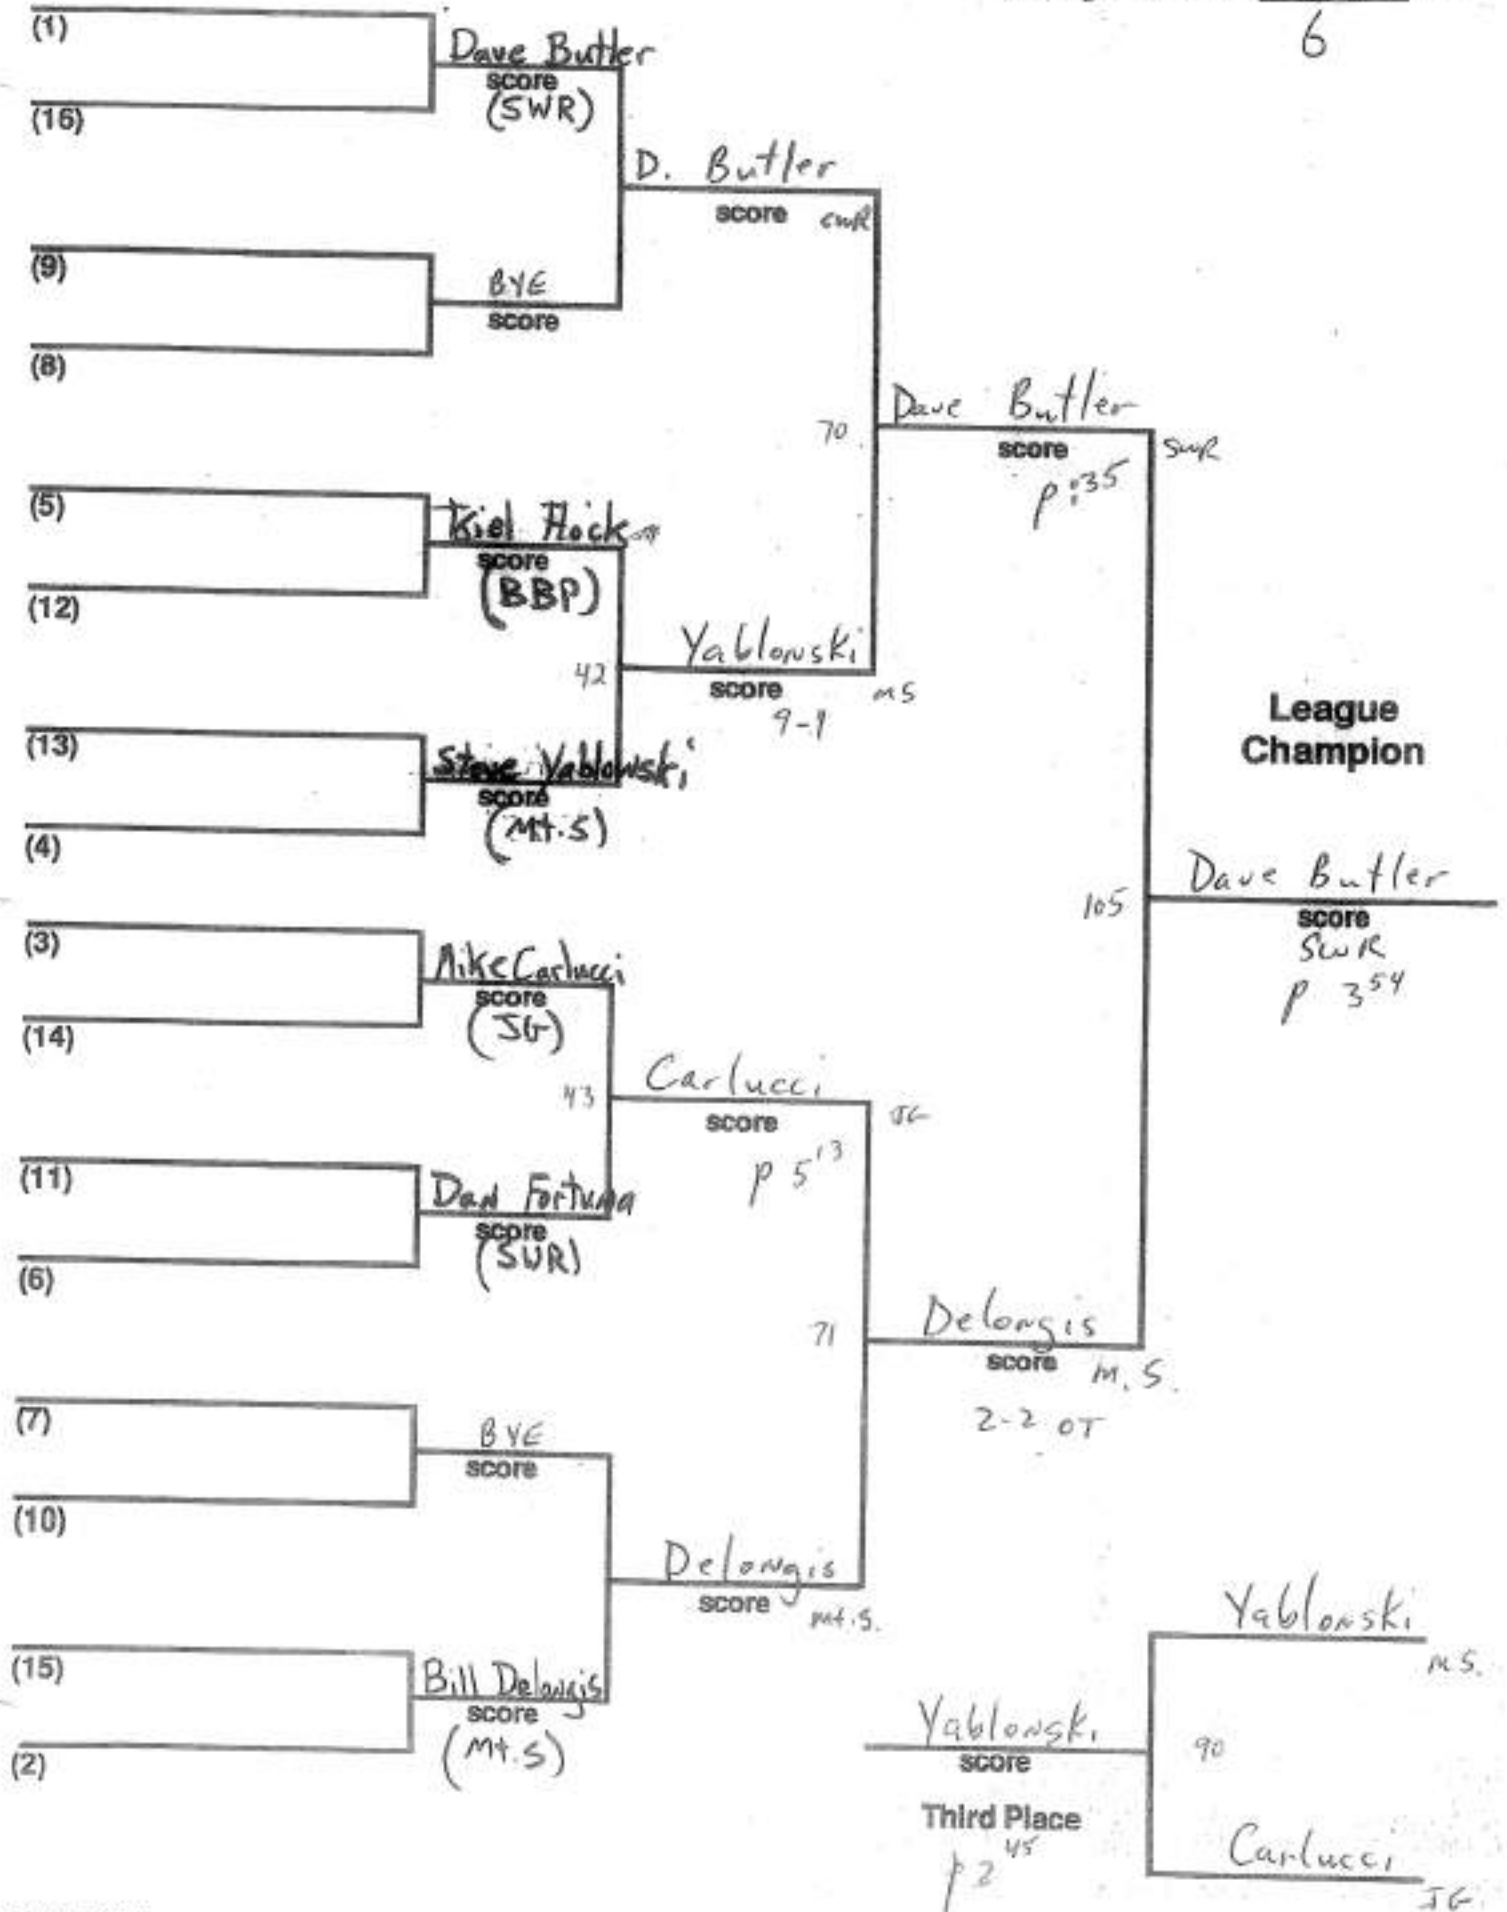 6
(1)
Dave Butler
score
(SWR)
(16)
D. Butler
score SWR
(9)
BYE
score
(8)
Dave Butler
70
score SWR
p :35
(5)
Kiel Hock
score
(BBP)
(12)
Yablonski
42
score MS
9-1
League
Champion
(13)
Steve Yablowski
score
(Mt.S)
(4)
Dave Butler
105
score
SWR
p 3 54
(3)
Mike Carlucci
score
(JG)
(14)
Carlucci
43
score JG
p 5 13
(11)
Dan Fortuna
score
(SWR)
(6)
Delongis
71
score M.S.
2-2 OT
(7)
BYE
score
(10)
Delongis
score Mt.S.
(15)
Bill Delongis
score
(Mt.S)
(2)
Yablonski
MS.
Yablonski
90
score
Third Place
p 2 45
Carlucci
JG